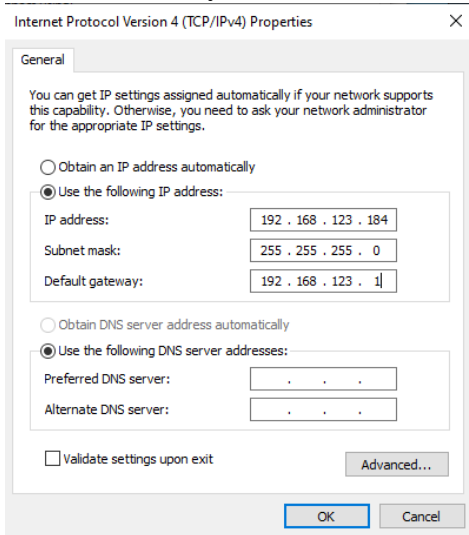 Internet Protocol Version 4 (TCP/IPv4) Properties
General
You can get IP settings assigned automatically if your network supports
this capability. Otherwise, you need to ask your network administrator
for the appropriate IP settings.
Obtain an IP address automatically
Use the following IP address:
IP address: 192 . 168 . 123 . 184
Subnet mask: 255 . 255 . 255 . 0
Default gateway: 192 . 168 . 123 . 1
Obtain DNS server address automatically
Use the following DNS server addresses:
Preferred DNS server: . . .
Alternate DNS server: . . .
Validate settings upon exit
Advanced...
OK Cancel